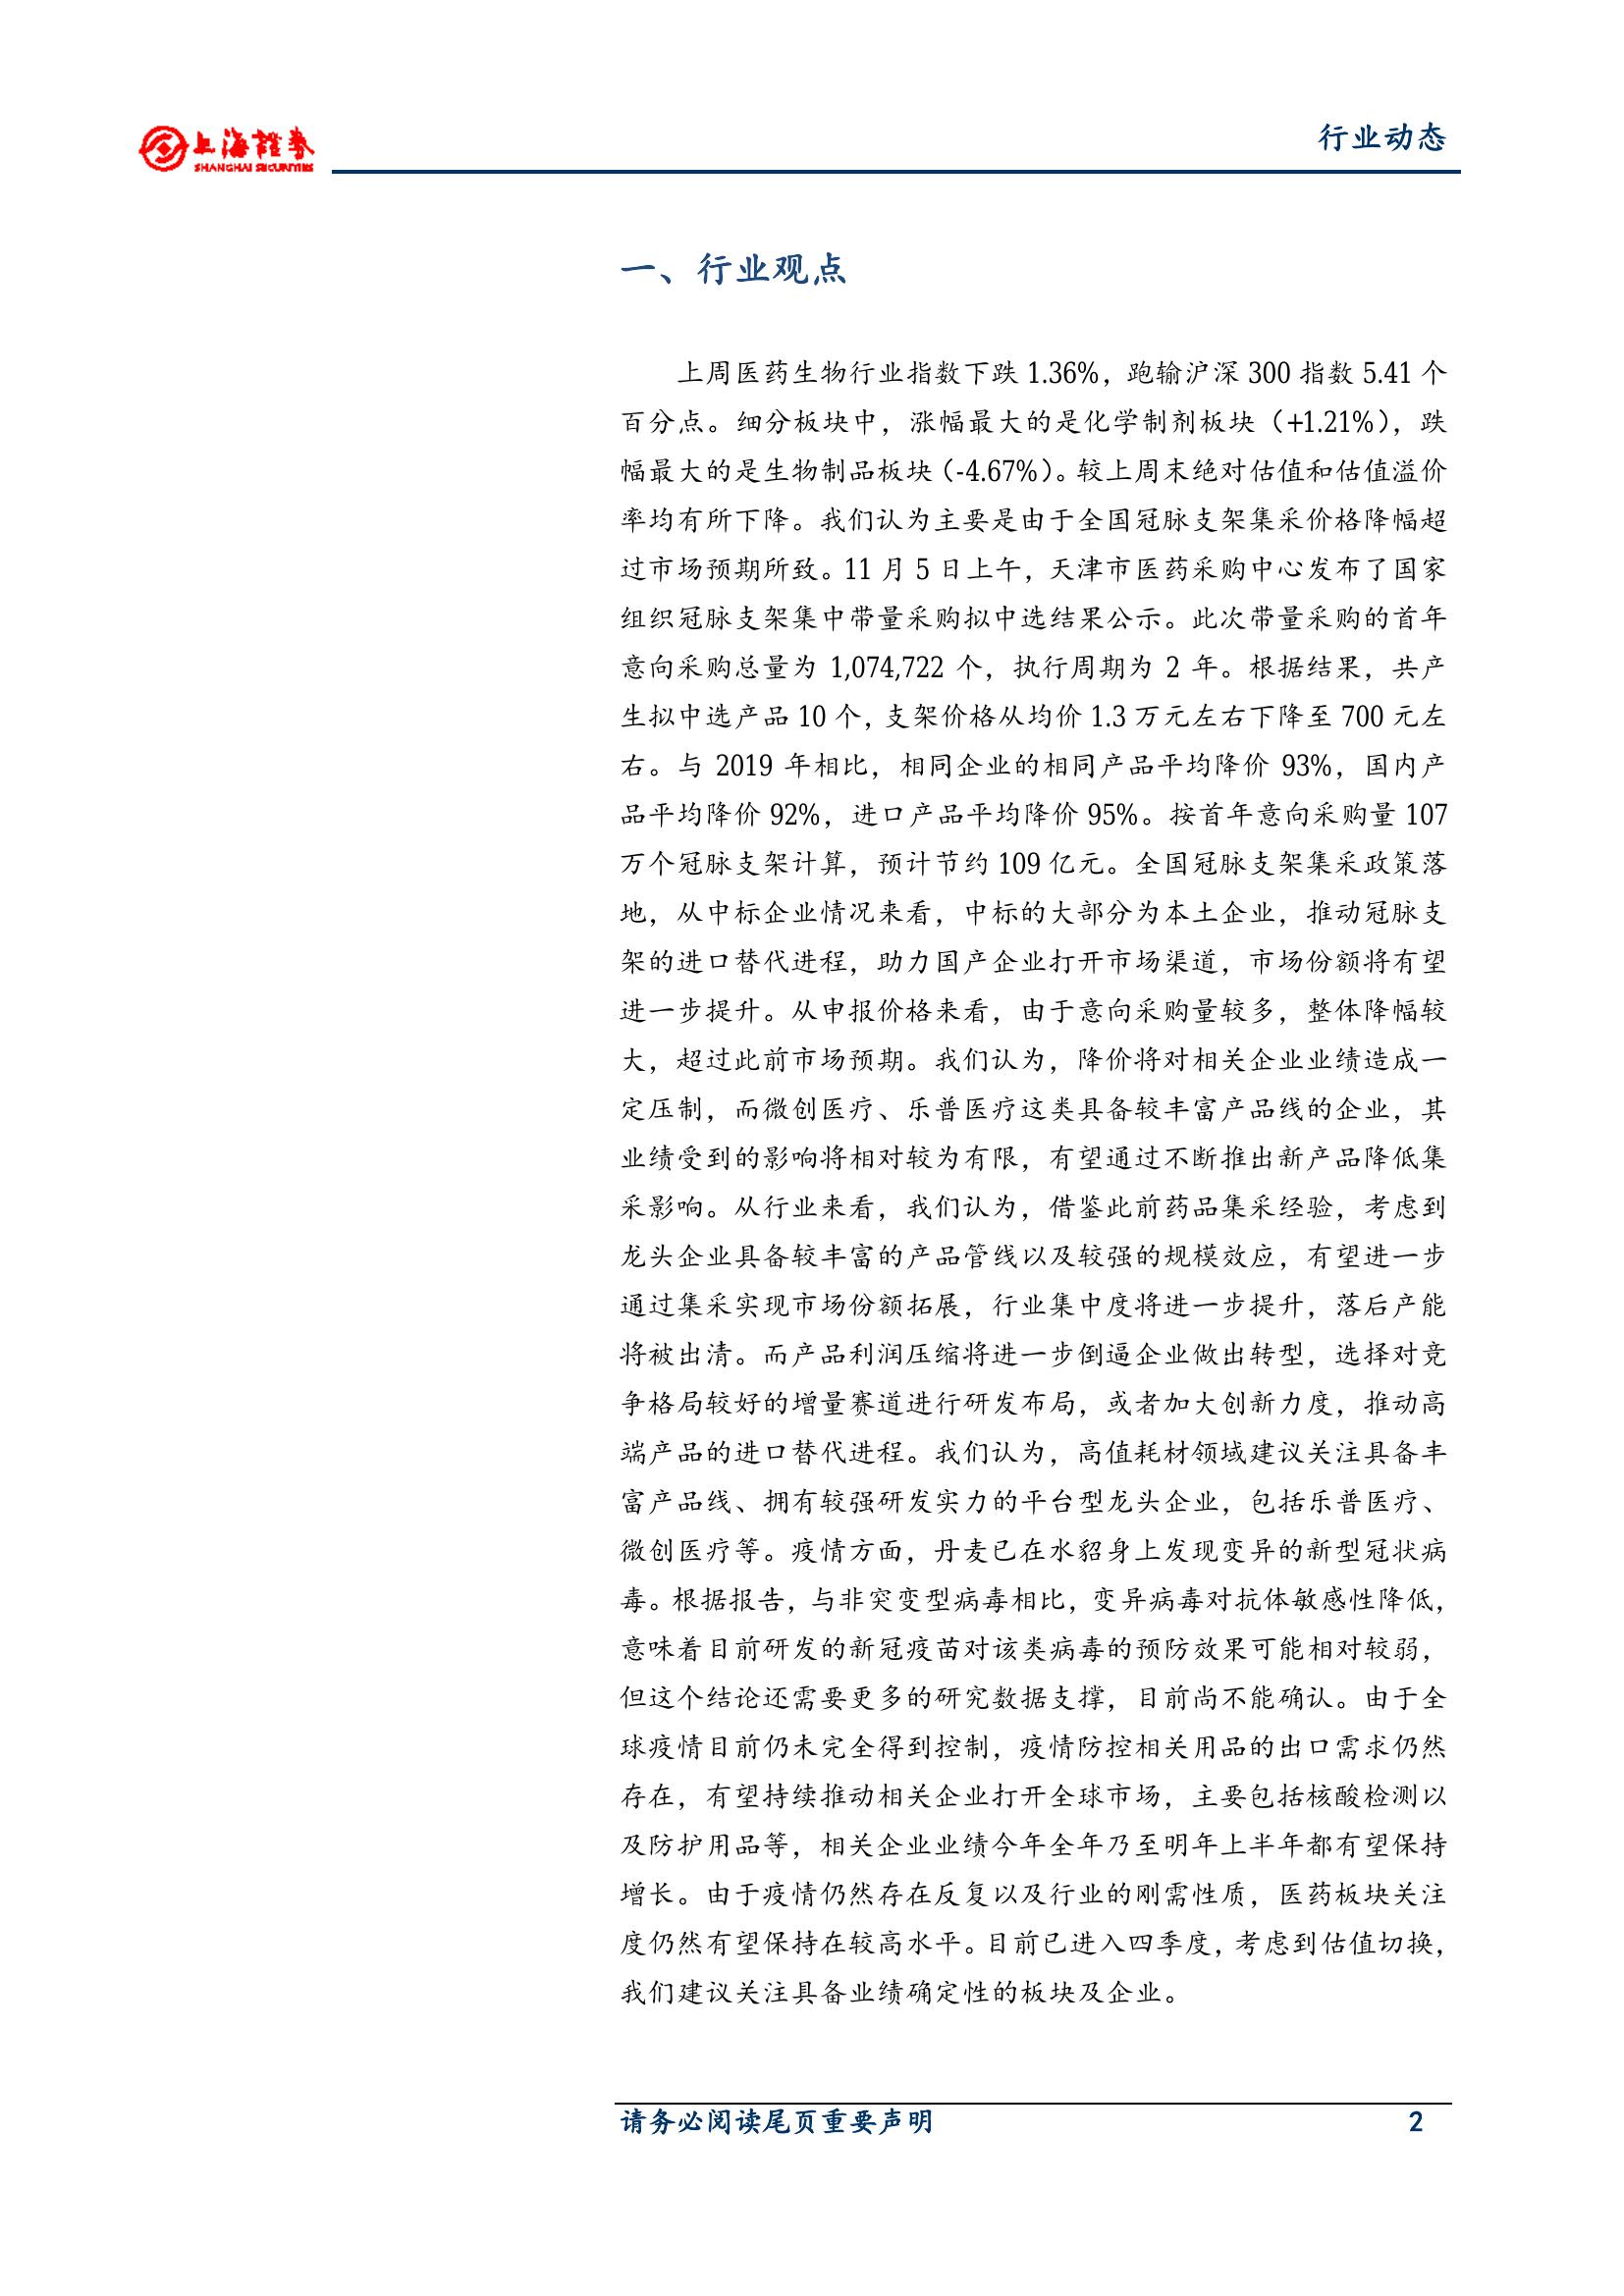 上海證券
SHANGHAI SECURITIES
行业动态
一、行业观点
上周医药生物行业指数下跌 1.36%，跑输沪深 300 指数 5.41 个
百分点。细分板块中，涨幅最大的是化学制剂板块（+1.21%），跌
幅最大的是生物制品板块（-4.67%）。较上周末绝对估值和估值溢价
率均有所下降。我们认为主要是由于全国冠脉支架集采价格降幅超
过市场预期所致。11 月 5 日上午，天津市医药采购中心发布了国家
组织冠脉支架集中带量采购拟中选结果公示。此次带量采购的首年
意向采购总量为 1,074,722 个，执行周期为 2 年。根据结果，共产
生拟中选产品 10 个，支架价格从均价 1.3 万元左右下降至 700 元左
右。与 2019 年相比，相同企业的相同产品平均降价 93%，国内产
品平均降价 92%，进口产品平均降价 95%。按首年意向采购量 107
万个冠脉支架计算，预计节约 109 亿元。全国冠脉支架集采政策落
地，从中标企业情况来看，中标的大部分为本土企业，推动冠脉支
架的进口替代进程，助力国产企业打开市场渠道，市场份额将有望
进一步提升。从申报价格来看，由于意向采购量较多，整体降幅较
大，超过此前市场预期。我们认为，降价将对相关企业业绩造成一
定压制，而微创医疗、乐普医疗这类具备较丰富产品线的企业，其
业绩受到的影响将相对较为有限，有望通过不断推出新产品降低集
采影响。从行业来看，我们认为，借鉴此前药品集采经验，考虑到
龙头企业具备较丰富的产品管线以及较强的规模效应，有望进一步
通过集采实现市场份额拓展，行业集中度将进一步提升，落后产能
将被出清。而产品利润压缩将进一步倒逼企业做出转型，选择对竞
争格局较好的增量赛道进行研发布局，或者加大创新力度，推动高
端产品的进口替代进程。我们认为，高值耗材领域建议关注具备丰
富产品线、拥有较强研发实力的平台型龙头企业，包括乐普医疗、
微创医疗等。疫情方面，丹麦已在水貂身上发现变异的新型冠状病
毒。根据报告，与非突变型病毒相比，变异病毒对抗体敏感性降低，
意味着目前研发的新冠疫苗对该类病毒的预防效果可能相对较弱，
但这个结论还需要更多的研究数据支撑，目前尚不能确认。由于全
球疫情目前仍未完全得到控制，疫情防控相关用品的出口需求仍然
存在，有望持续推动相关企业打开全球市场，主要包括核酸检测以
及防护用品等，相关企业业绩今年全年乃至明年上半年都有望保持
增长。由于疫情仍然存在反复以及行业的刚需性质，医药板块关注
度仍然有望保持在较高水平。目前已进入四季度，考虑到估值切换，
我们建议关注具备业绩确定性的板块及企业。
请务必阅读尾页重要声明
2